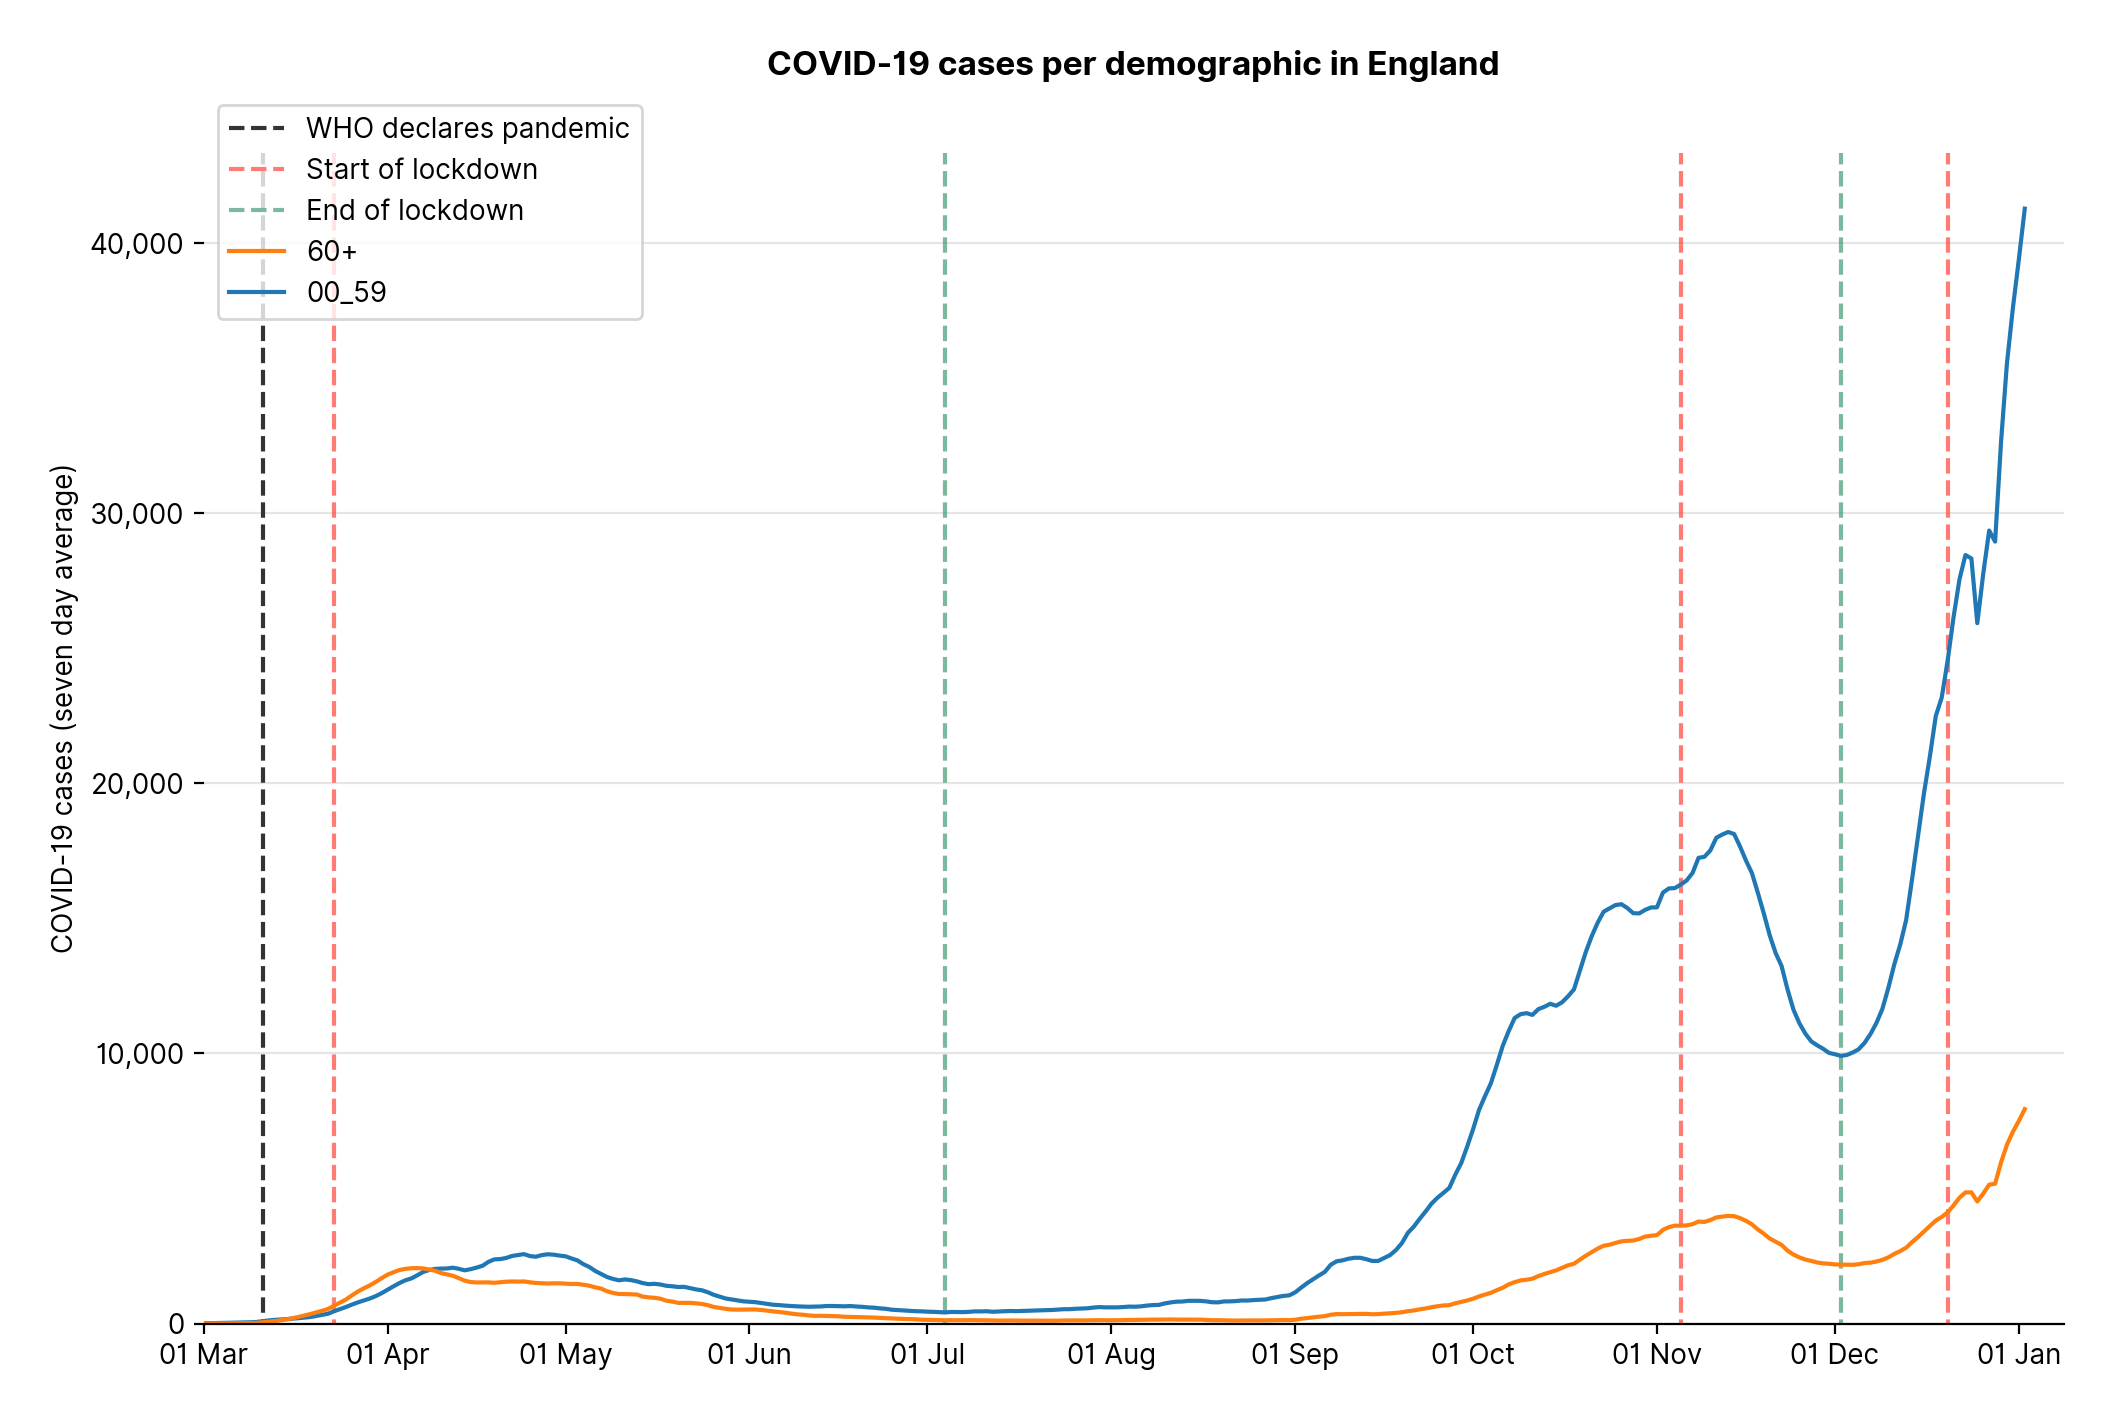 COVID-19 cases per demographic in England
WHO declares pandemic
Start of lockdown
End of lockdown
60+
00_59
COVID-19 cases (seven day average)
40,000
30,000
20,000
10,000
0
01 Mar
01 Apr
01 May
01 Jun
01 Jul
01 Aug
01 Sep
01 Oct
01 Nov
01 Dec
01 Jan